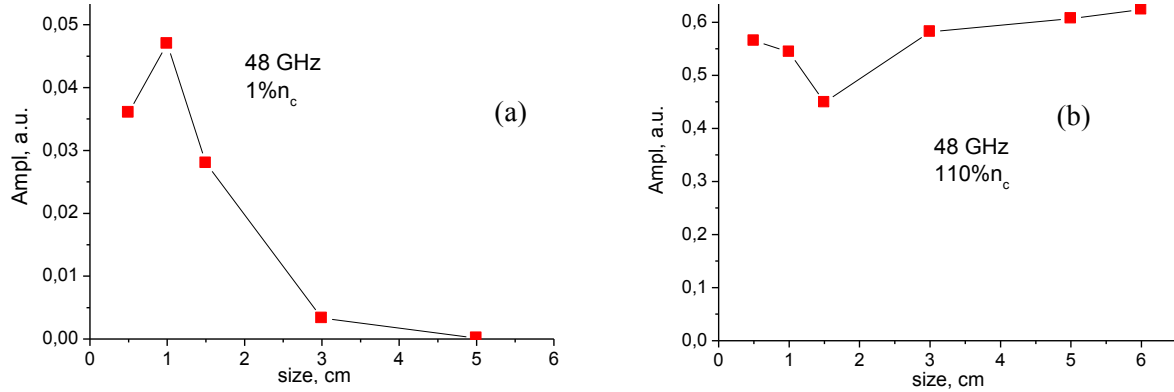 0,05
0,04
0,03
0,02
0,01
0,00
Ampl, a.u.
48 GHz
1%n_c
(a)
0 1 2 3 4 5 6
size, cm
0,6
0,5
0,4
0,3
0,2
0,1
0,0
Ampl, a.u.
(b)
48 GHz
110%n_c
0 1 2 3 4 5 6
size, cm